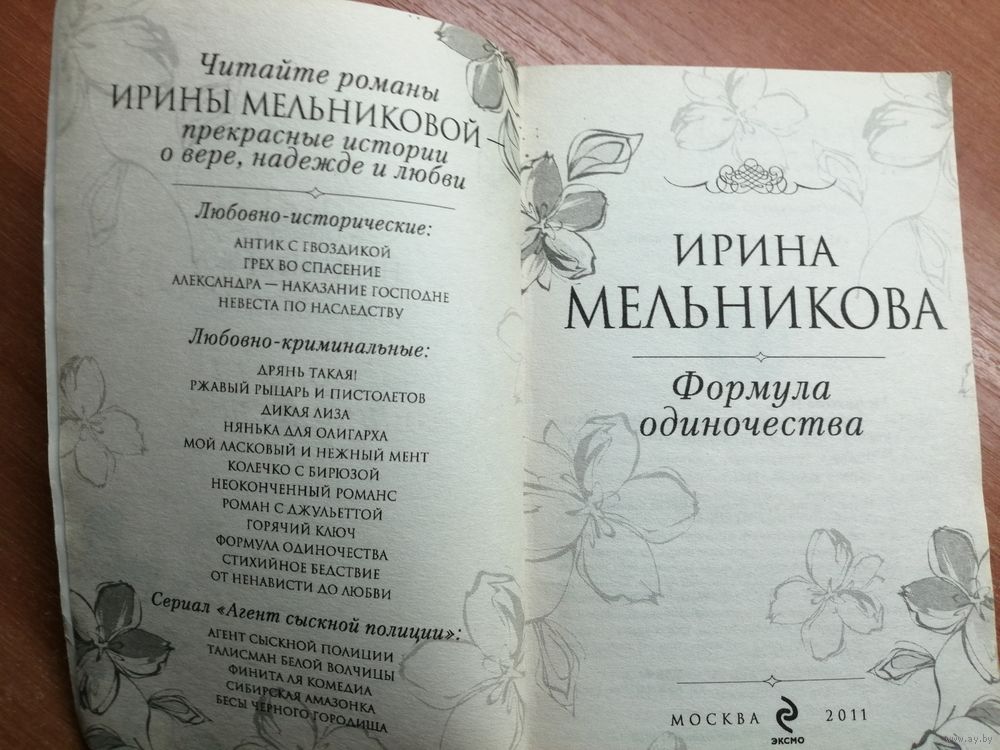 Читайте романы
ИРИНЫ МЕЛЬНИКОВОЙ –
прекрасные истории
о вере, надежде и любви
Любовно-исторические:
АНТИК С ГВОЗДИКОЙ
ГРЕХ ВО СПАСЕНИЕ
АЛЕКСАНДРА — НАКАЗАНИЕ ГОСПОДНЕ
НЕВЕСТА ПО НАСЛЕДСТВУ
Любовно-криминальные:
ДРЯНЬ ТАКАЯ!
РЖАВЫЙ РЫЦАРЬ И ПИСТОЛЕТОВ
ДИКАЯ ЛИЗА
НЯНЬКА ДЛЯ ОЛИГАРХА
МОЙ ЛАСКОВЫЙ И НЕЖНЫЙ МЕНТ
КОЛЕЧКО С БИРЮЗОЙ
НЕОКОНЧЕННЫЙ РОМАНС
РОМАН С ДЖУЛЬЕТТОЙ
ГОРЯЧИЙ КЛЮЧ
ФОРМУЛА ОДИНОЧЕСТВА
СТИХИЙНОЕ БЕДСТВИЕ
ОТ НЕНАВИСТИ ДО ЛЮБВИ
Сериал «Агент сыскной полиции»:
АГЕНТ СЫСКНОЙ ПОЛИЦИИ
ТАЛИСМАН БЕЛОЙ ВОЛЧИЦЫ
ФИНИТА ЛЯ КОМЕДИА
СИБИРСКАЯ АМАЗОНКА
БЕСЫ ЧЕРНОГО ГОРОДИЩА
ИРИНА
МЕЛЬНИКОВА
Формула
одиночества
МОСКВА 2011
ЭКСМО
www.ay.by